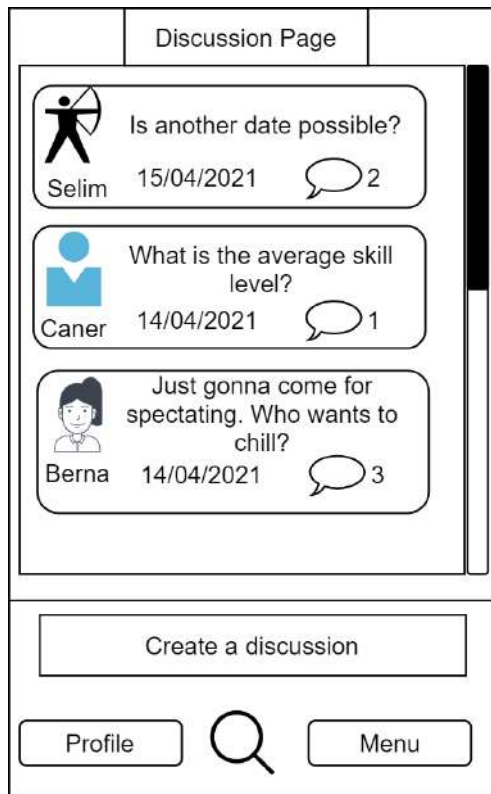 Discussion Page
Is another date possible?
Selim
15/04/2021
2
What is the average skill
level?
Caner
14/04/2021
1
Just gonna come for
spectating. Who wants to
chill?
Berna
14/04/2021
3
Create a discussion
Profile
Menu